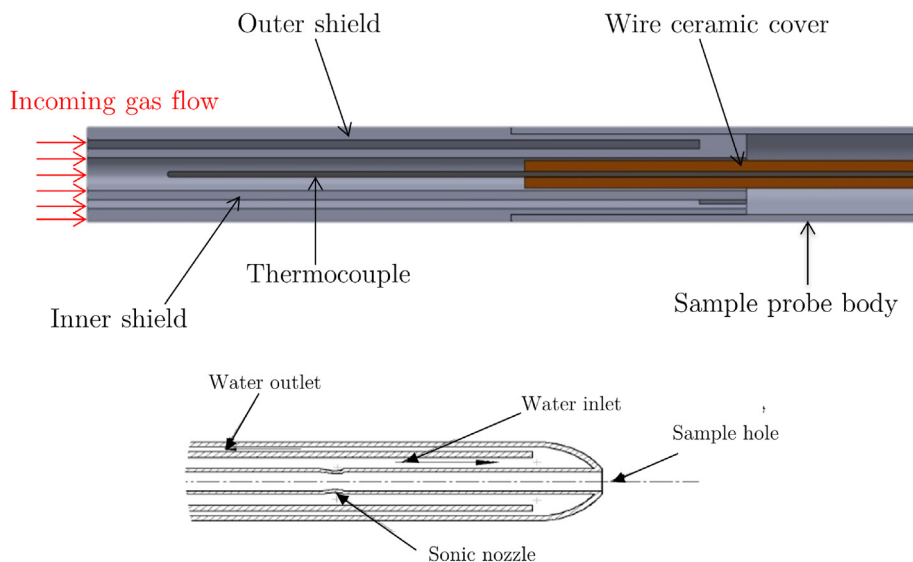 Outer shield
Wire ceramic cover
Incoming gas flow
Thermocouple
Inner shield
Sample probe body
Water outlet
Water inlet
Sample hole
Sonic nozzle